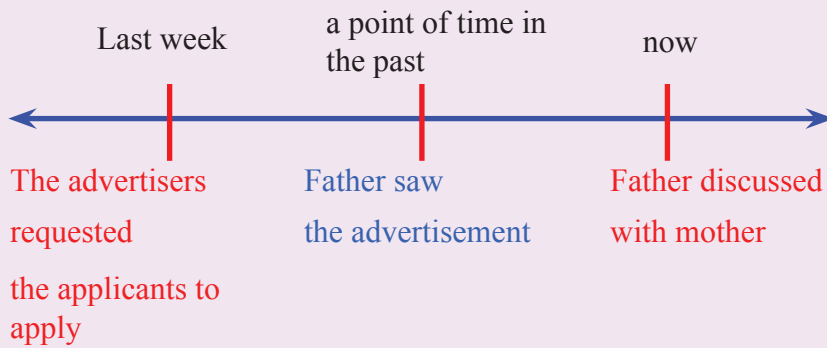 Last week
a point of time in
the past
now
The advertisers
requested
the applicants to
apply
Father saw
the advertisement
Father discussed
with mother